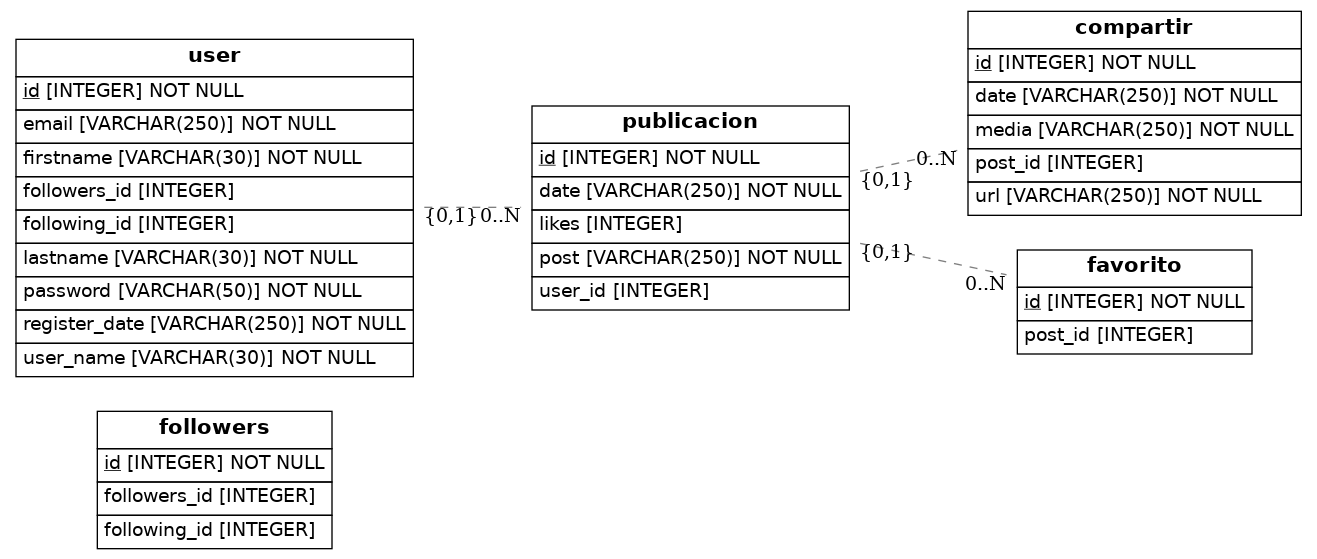 user
id [INTEGER] NOT NULL
email [VARCHAR(250)] NOT NULL
firstname [VARCHAR(30)] NOT NULL
followers_id [INTEGER]
following_id [INTEGER]
lastname [VARCHAR(30)] NOT NULL
password [VARCHAR(50)] NOT NULL
register_date [VARCHAR(250)] NOT NULL
user_name [VARCHAR(30)] NOT NULL
{0,1} 0..N
publicacion
id [INTEGER] NOT NULL
date [VARCHAR(250)] NOT NULL
likes [INTEGER]
post [VARCHAR(250)] NOT NULL
user_id [INTEGER]
0..N
{0,1}
{0,1}
0..N
compartir
id [INTEGER] NOT NULL
date [VARCHAR(250)] NOT NULL
media [VARCHAR(250)] NOT NULL
post_id [INTEGER]
url [VARCHAR(250)] NOT NULL
favorito
id [INTEGER] NOT NULL
post_id [INTEGER]
followers
id [INTEGER] NOT NULL
followers_id [INTEGER]
following_id [INTEGER]